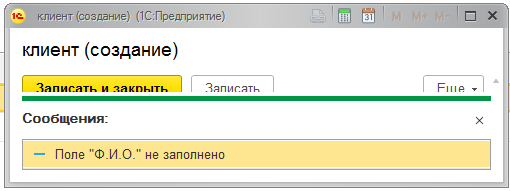 клиент (создание) (1С:Предприятие)
M M+ M-
клиент (создание)
Записать и закрыть Записать Еще
Сообщения:
Поле "Ф.И.О." не заполнено